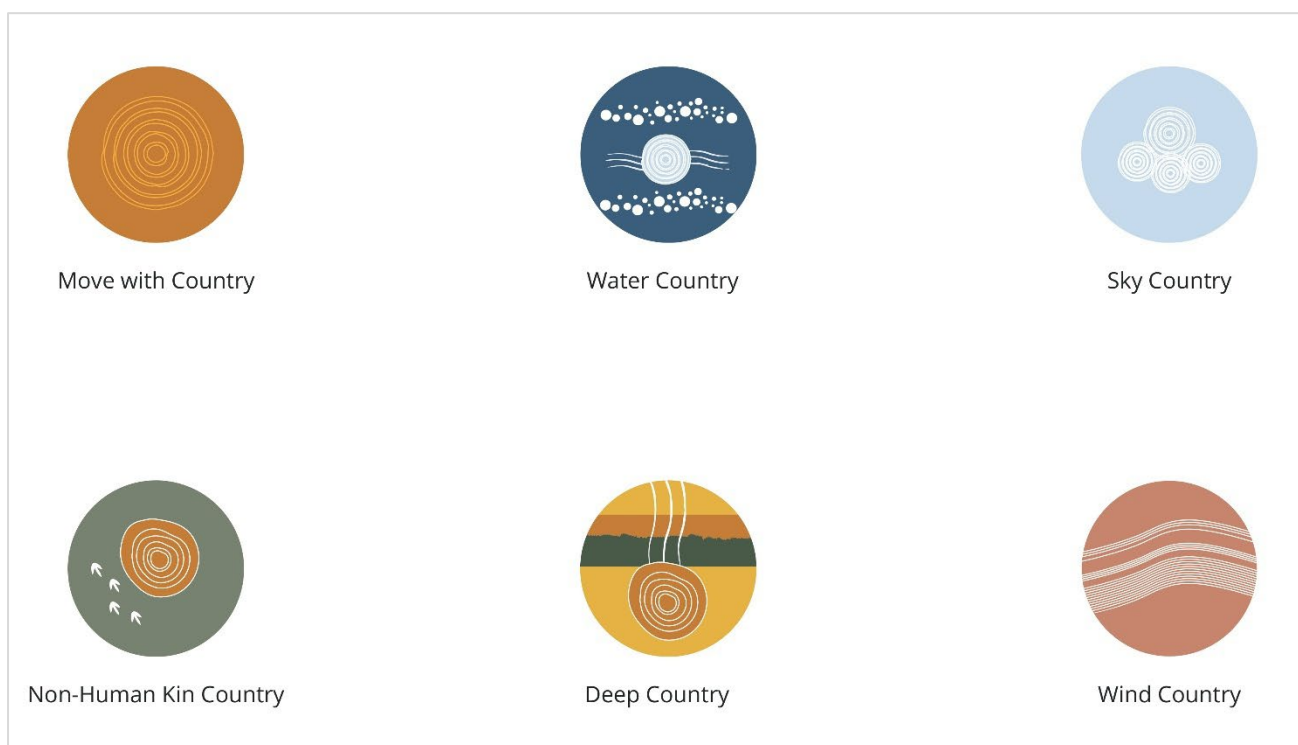 Move with Country
Water Country
Sky Country
Non-Human Kin Country
Deep Country
Wind Country